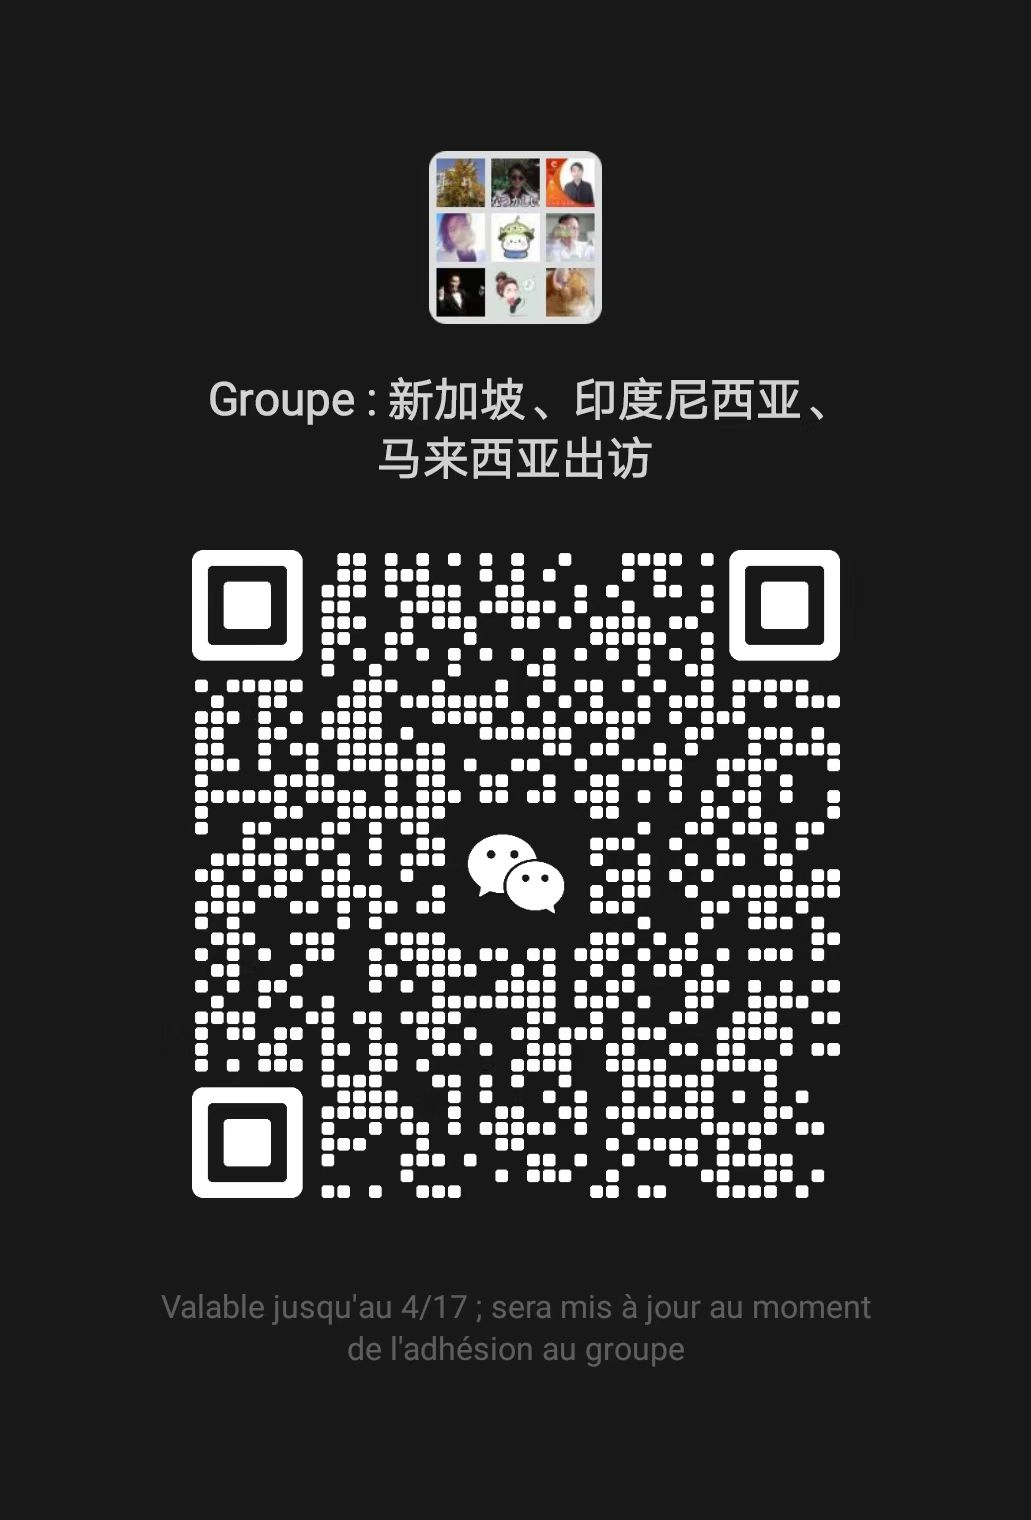 Groupe : 新加坡、印度尼西亚、
马来西亚出访
Valable jusqu'au 4/17 ; sera mis à jour au moment
de l'adhésion au groupe